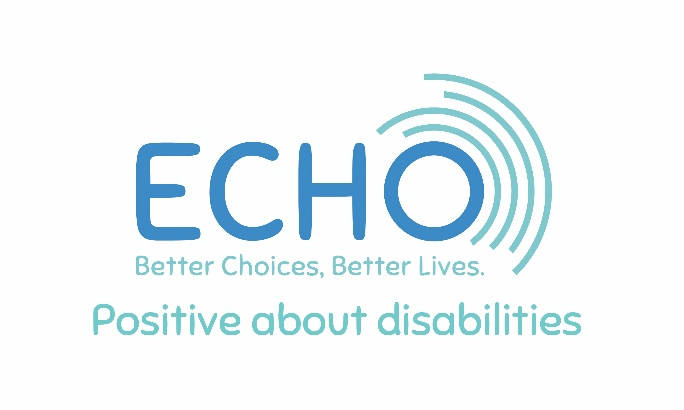 ECHO
Better Choices, Better Lives.
Positive about disabilities